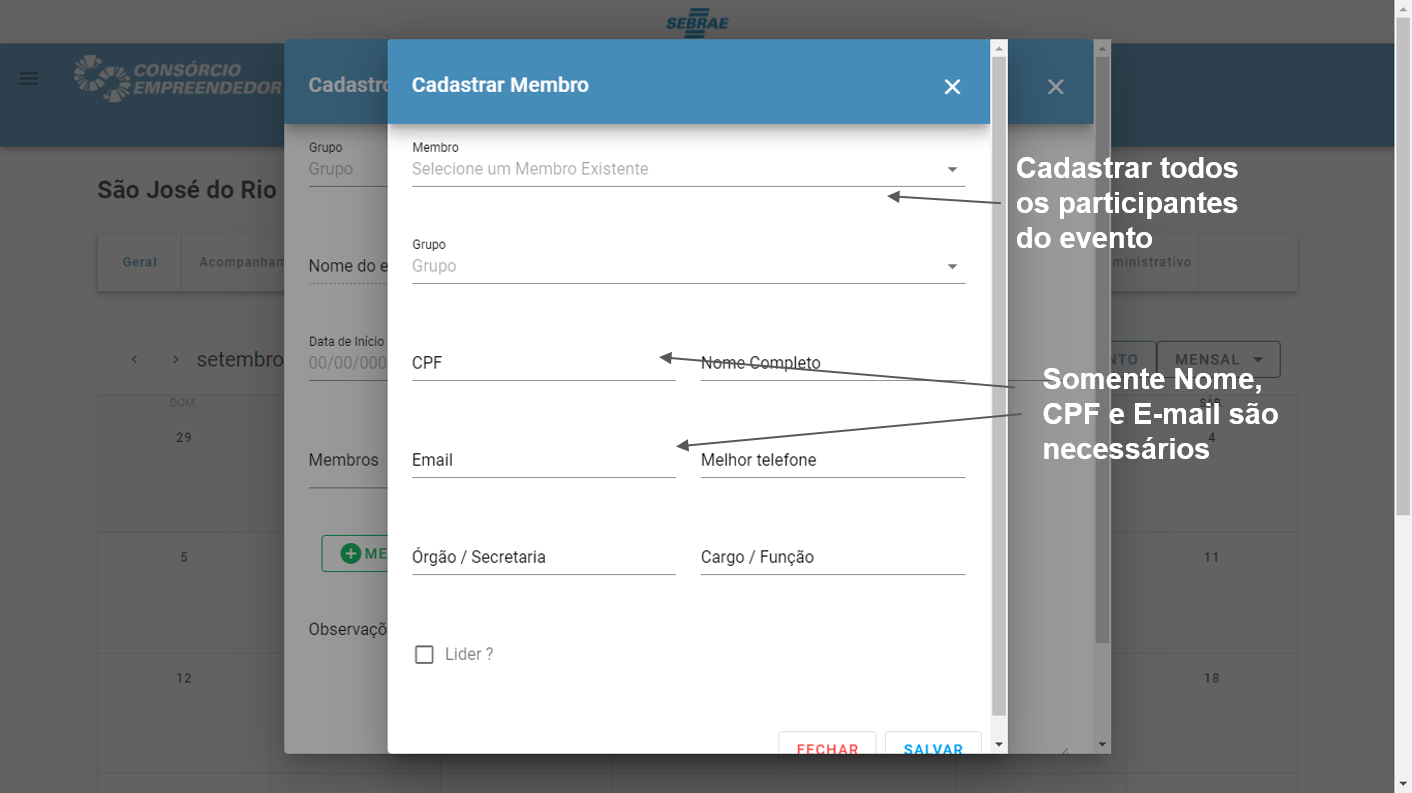 SEBRAE
CONSÓRCIO
EMPREENDEDOR
Cadastro
Cadastrar Membro
Grupo
Grupo
Membro
Selecione um Membro Existente
Cadastrar todos
os participantes
do evento
São José do Rio
Grupo
Grupo
Geral
Acompanham
ministrativo
Nome do e
Data de Início
00/00/000
setembro
CPF
Nome Completo
NTO
MENSAL
Somente Nome,
CPF e E-mail são
necessários
DOM.
SÁB.
29
4
Membros
Email
Melhor telefone
5
ME
Órgão / Secretaria
Cargo / Função
11
Observaçõ
Lider ?
12
18
FECHAR
SALVAR